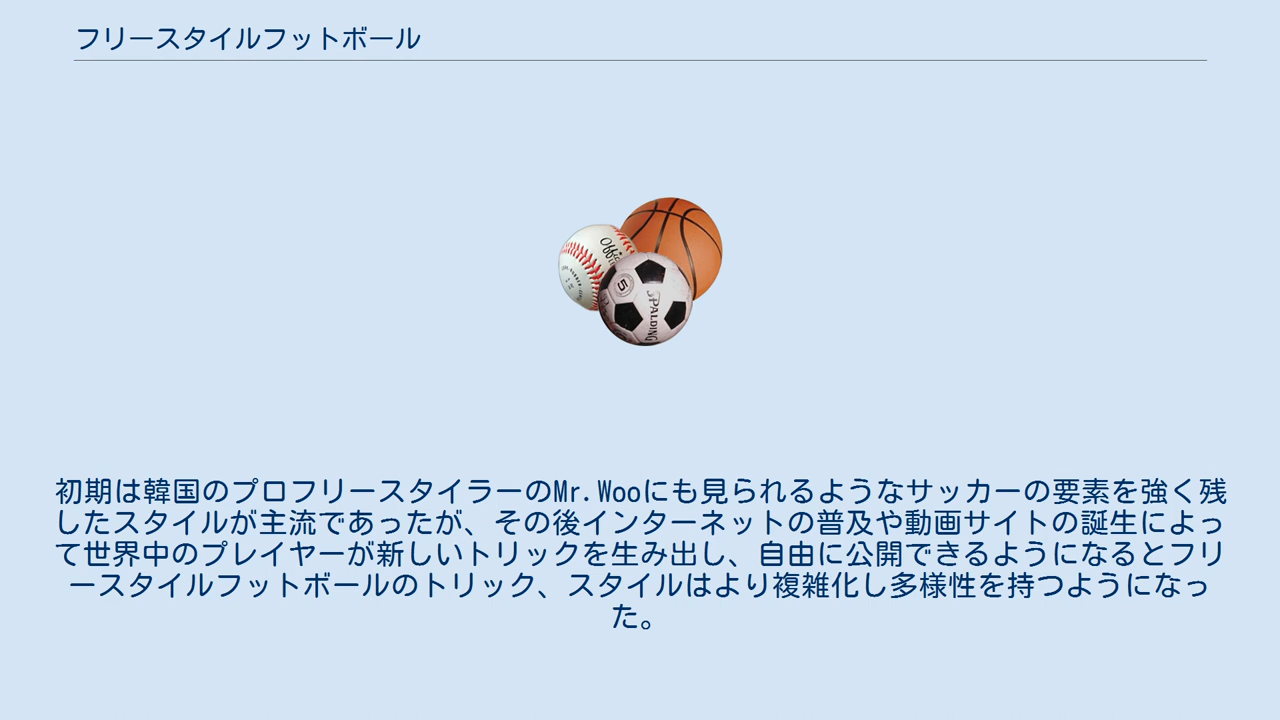 フリースタイルフットボール
Offic
5
SPALDING
初期は韓国のプロフリースタイラーのMr.Wooにも見られるようなサッカーの要素を強く残
したスタイルが主流であったが、その後インターネットの普及や動画サイトの誕生によっ
て世界中のプレイヤーが新しいトリックを生み出し、自由に公開できるようになるとフリ
ースタイルフットボールのトリック、スタイルはより複雑化し多様性を持つようになっ
た。